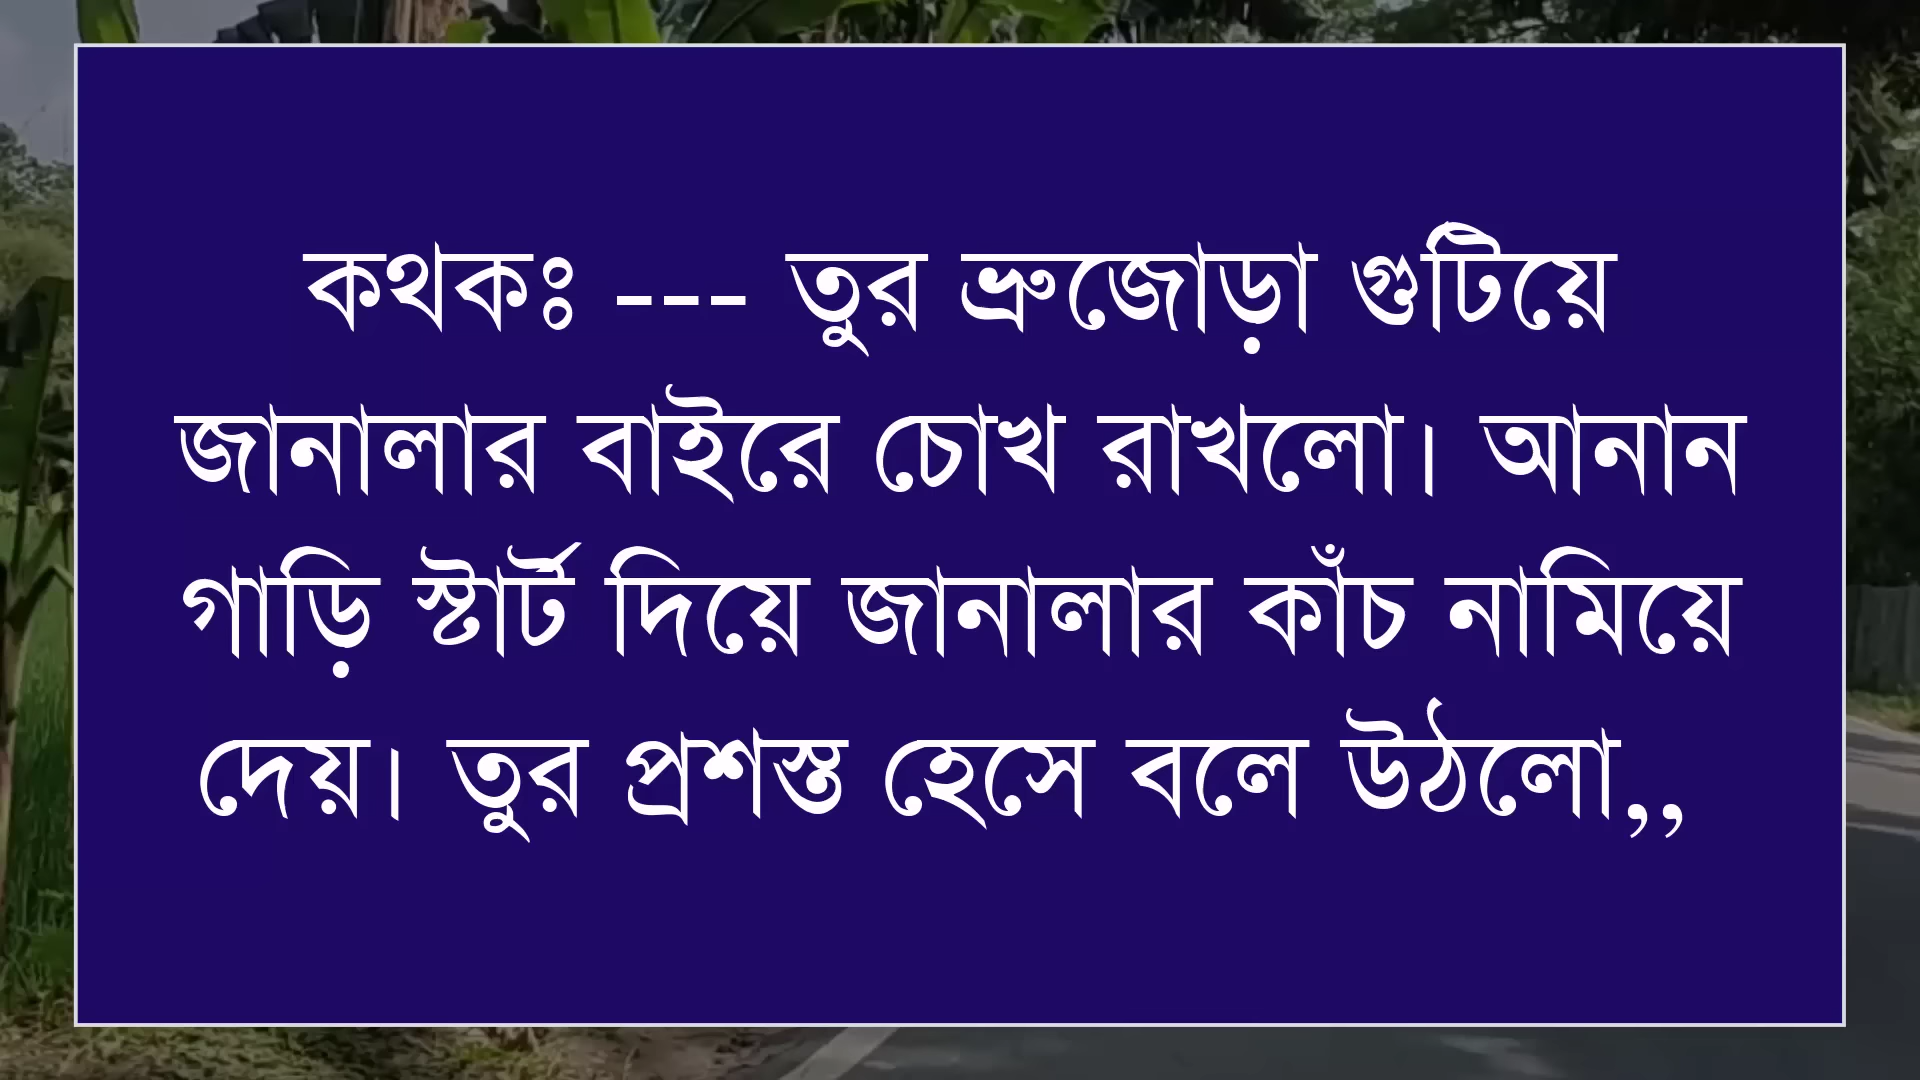 কথকঃ --- তুর ভ্রুজোড়া গুটিয়ে
জানালার বাইরে চোখ রাখলো। আনান
গাড়ি স্টার্ট দিয়ে জানালার কাঁচ নামিয়ে
দেয়। তুর প্রশস্ত হেসে বলে উঠলো,,